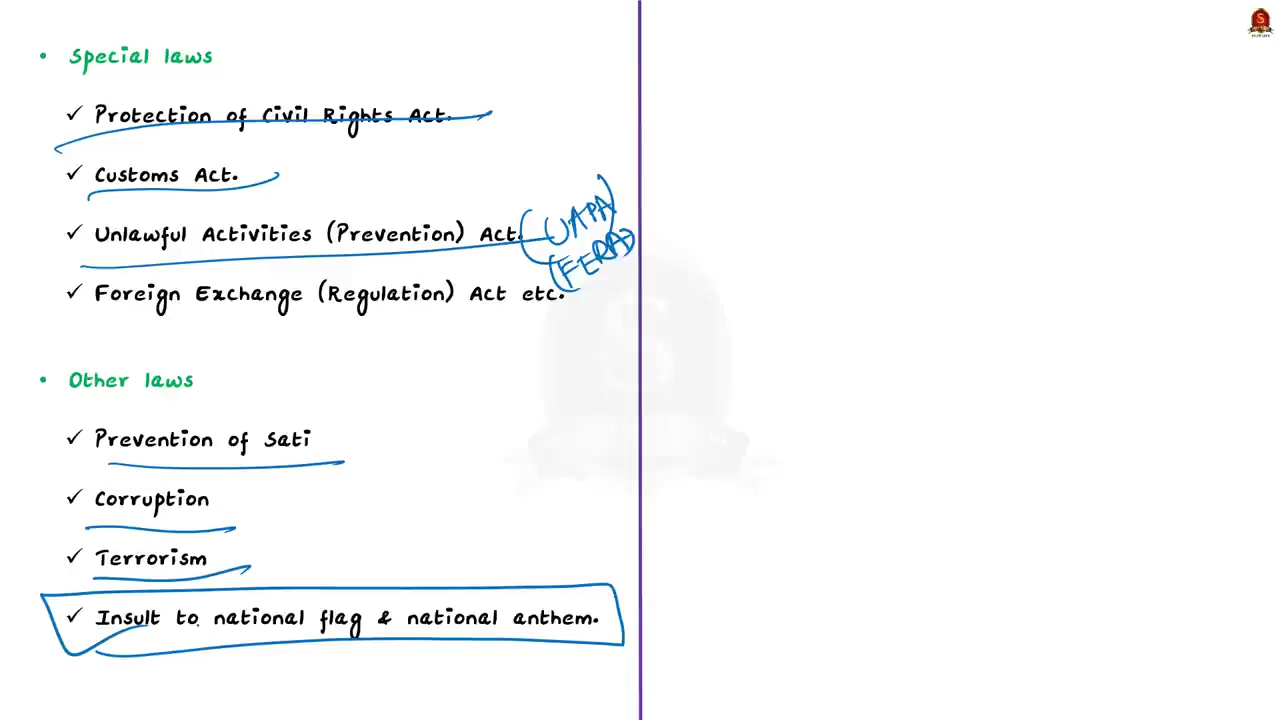 • Special laws
✓ Protection of Civil Rights Act.
✓ Customs Act.
✓ Unlawful Activities (Prevention) Act. (UAPA)
(FERA)
✓ Foreign Exchange (Regulation) Act etc.
• Other laws
✓ Prevention of Sati
✓ Corruption
✓ Terrorism
✓ Insult to national flag & national anthem.